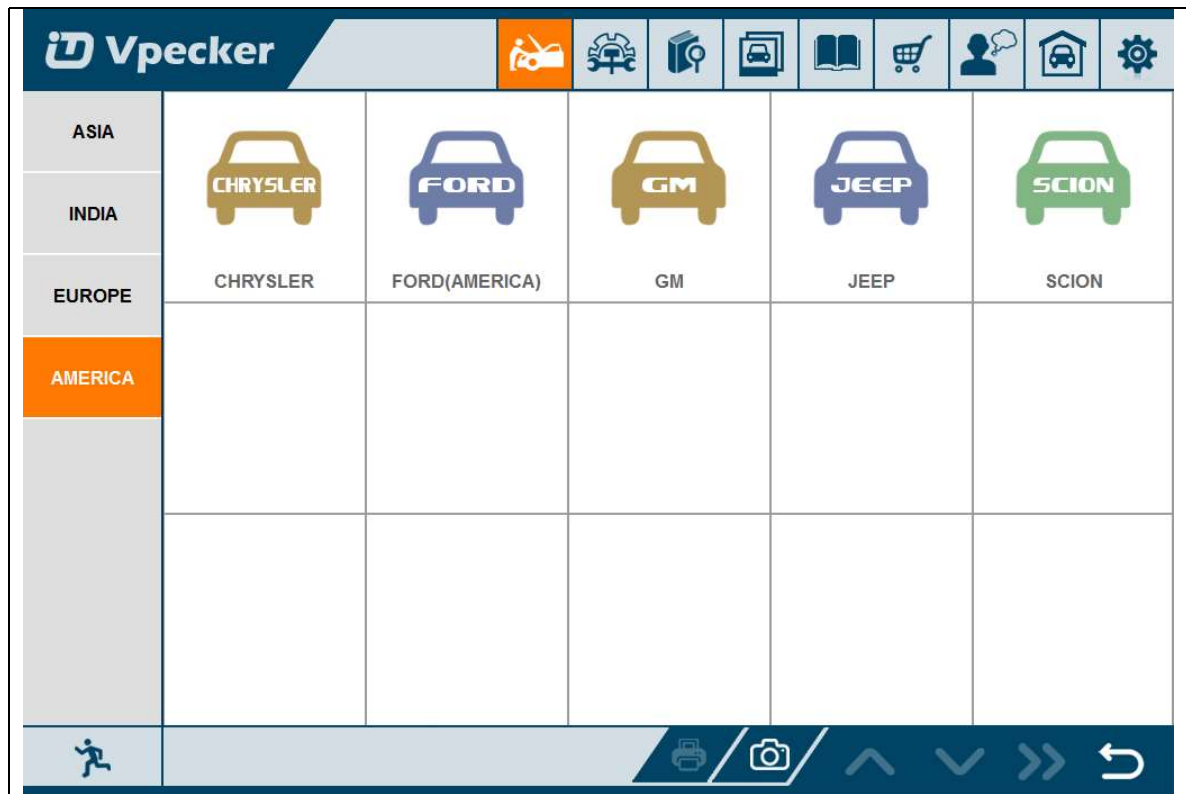 Vpecker
ASIA
INDIA
EUROPE
AMERICA
CHRYSLER
FORD
GM
JEEP
SCION
CHRYSLER
FORD(AMERICA)
GM
JEEP
SCION